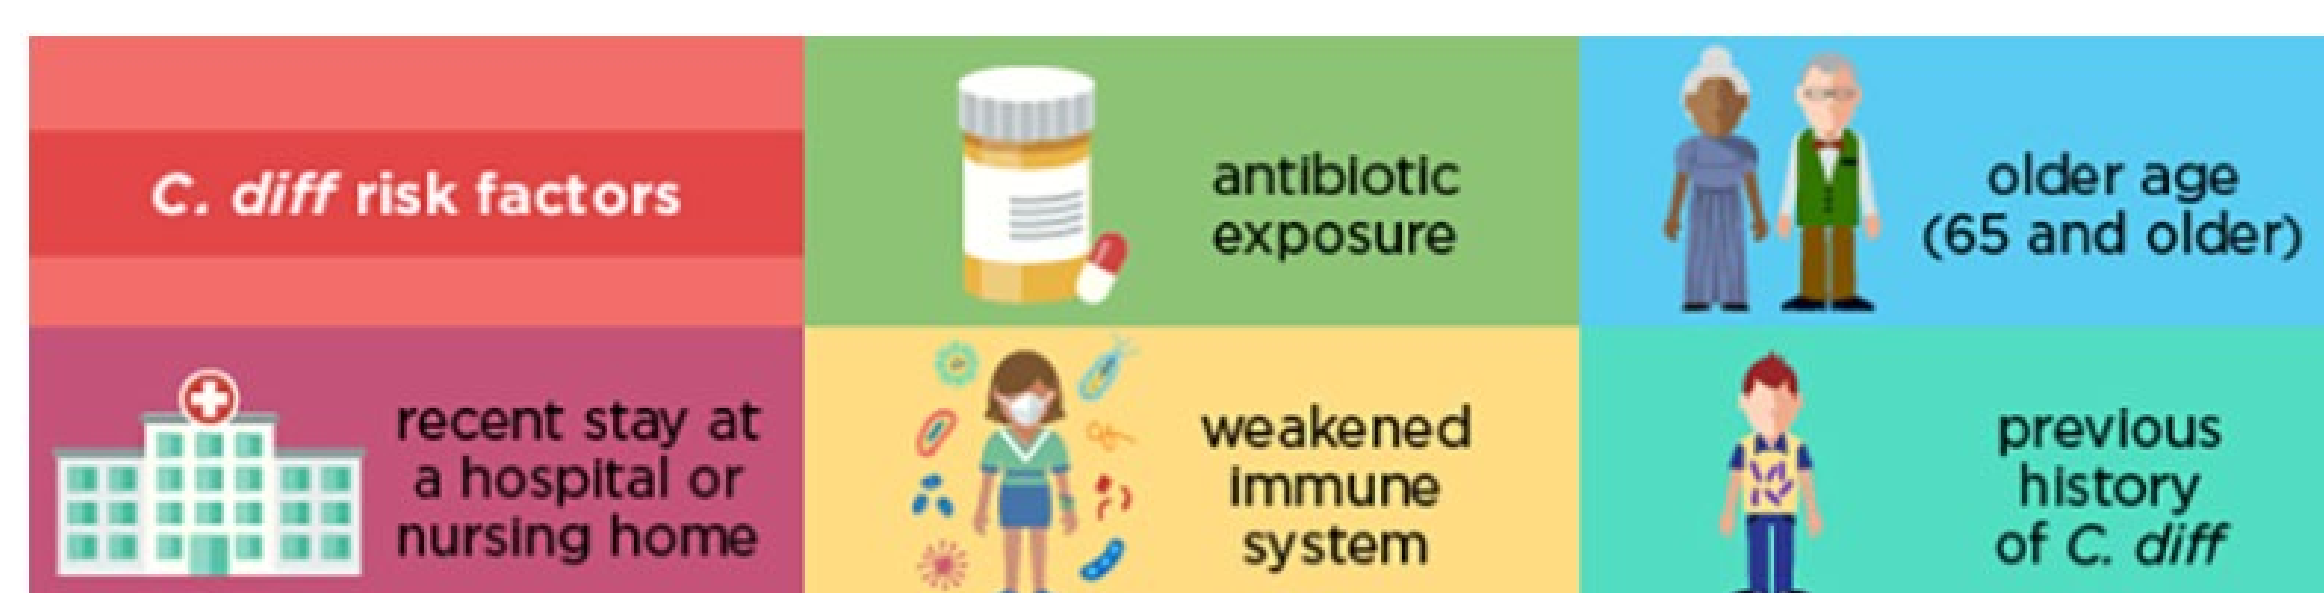 C. diff risk factors
antibiotic
exposure
older age
(65 and older)
recent stay at
a hospital or
nursing home
weakened
immune
system
previous
history
of C. diff